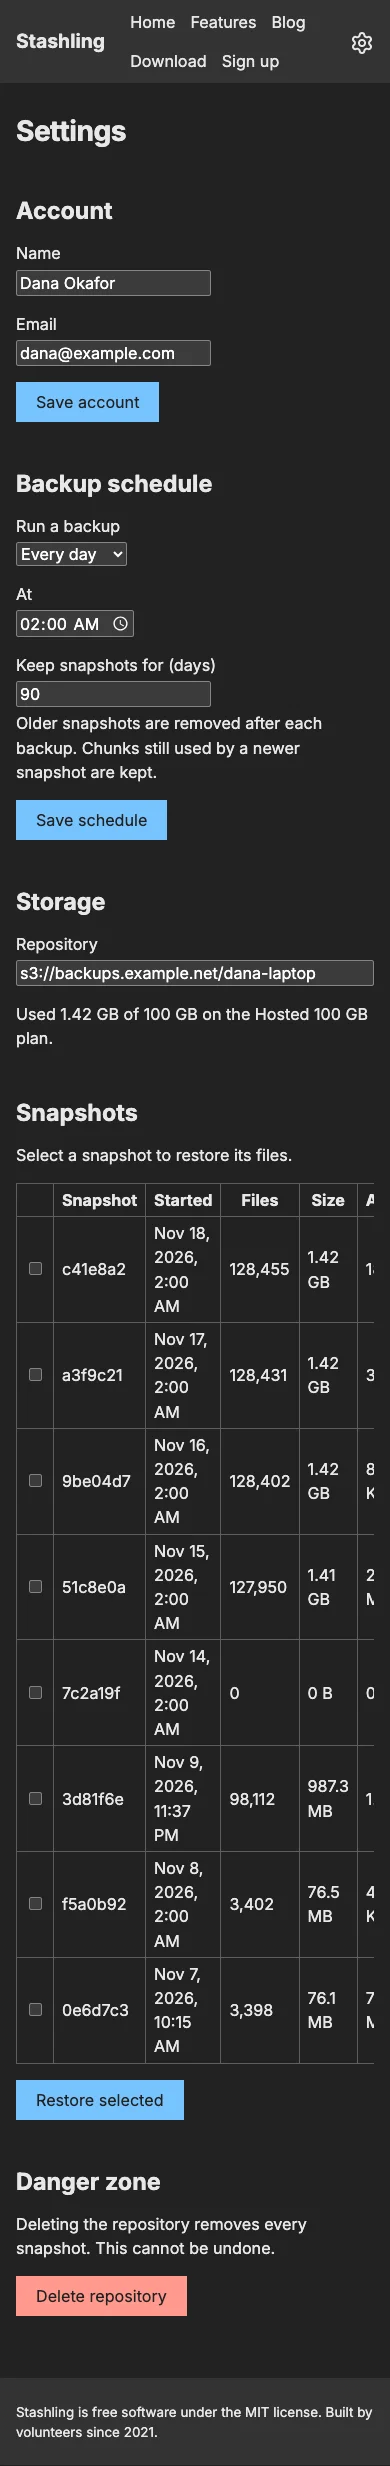 Stashling
Home Features Blog
Download Sign up
Settings
Account
Name
Dana Okafor
Email
dana@example.com
Save account
Backup schedule
Run a backup
Every day
At
02:00 AM
Keep snapshots for (days)
90
Older snapshots are removed after each
backup. Chunks still used by a newer
snapshot are kept.
Save schedule
Storage
Repository
s3://backups.example.net/dana-laptop
Used 1.42 GB of 100 GB on the Hosted 100 GB
plan.
Snapshots
Select a snapshot to restore its files.
Snapshot Started Files Size
c41e8a2 Nov 18, 2026, 2:00 AM 128,455 1.42 GB
a3f9c21 Nov 17, 2026, 2:00 AM 128,431 1.42 GB
9be04d7 Nov 16, 2026, 2:00 AM 128,402 1.42 GB
51c8e0a Nov 15, 2026, 2:00 AM 127,950 1.41 GB
7c2a19f Nov 14, 2026, 2:00 AM 0 0 B
3d81f6e Nov 9, 2026, 11:37 PM 98,112 987.3 MB
f5a0b92 Nov 8, 2026, 2:00 AM 3,402 76.5 MB
0e6d7c3 Nov 7, 2026, 10:15 AM 3,398 76.1 MB
Restore selected
Danger zone
Deleting the repository removes every
snapshot. This cannot be undone.
Delete repository
Stashling is free software under the MIT license. Built by
volunteers since 2021.